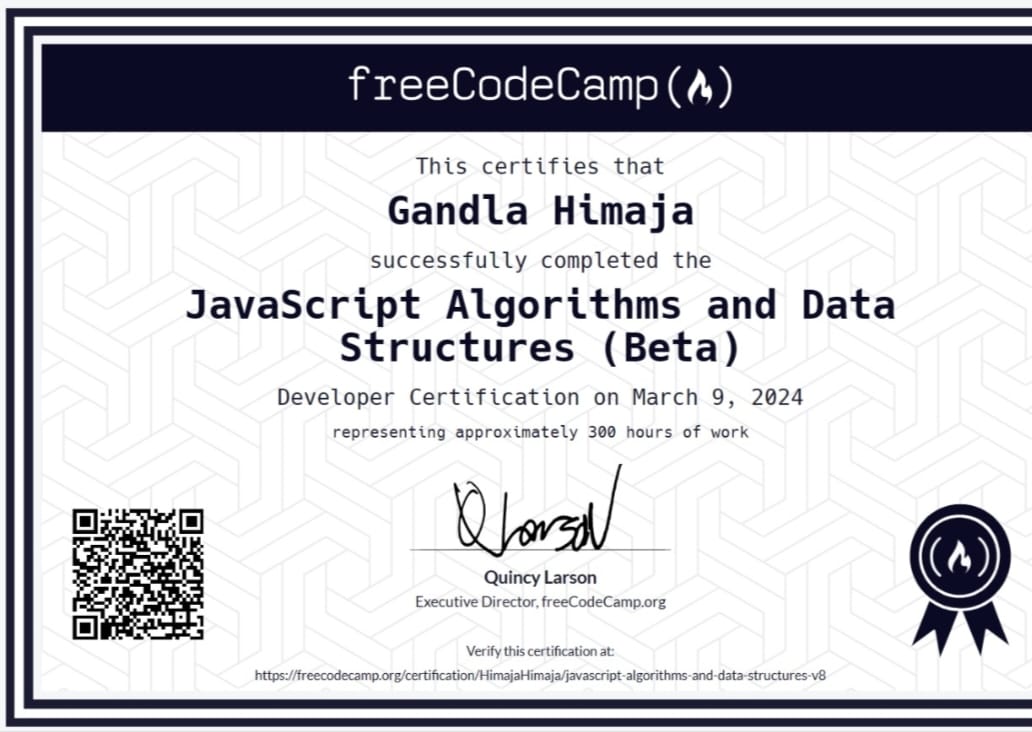 freeCodeCamp
This certifies that
Gandla Himaja
successfully completed the
JavaScript Algorithms and Data
Structures (Beta)
Developer Certification on March 9, 2024
representing approximately 300 hours of work
QLarson
Quincy Larson
Executive Director, freeCodeCamp.org
Verify this certification at:
https://freecodecamp.org/certification/HimajaHimaja/javascript-algorithms-and-data-structures-v8